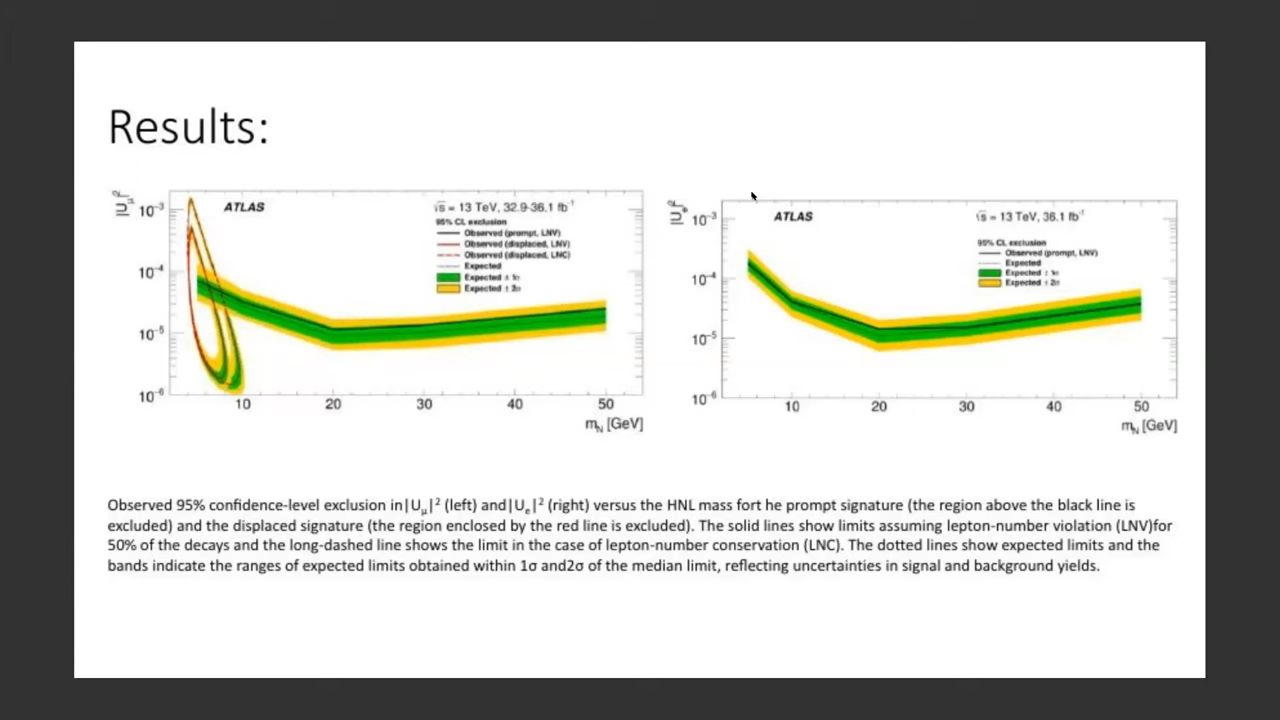 Results:
|U_μ|²
10⁻³
10⁻⁴
10⁻⁵
10⁻⁶
ATLAS
√s = 13 TeV, 32.9-36.1 fb⁻¹
95% CL exclusion
Observed (prompt, LNV)
Observed (displaced, LNV)
Observed (displaced, LNC)
Expected
Expected ± 1σ
Expected ± 2σ
10 20 30 40 50
m_N [GeV]
|U_e|²
10⁻³
10⁻⁴
10⁻⁵
10⁻⁶
ATLAS
√s = 13 TeV, 36.1 fb⁻¹
95% CL exclusion
Observed (prompt, LNV)
Expected
Expected ± 1σ
Expected ± 2σ
10 20 30 40 50
m_N [GeV]
Observed 95% confidence-level exclusion in|U_μ|² (left) and|U_e|² (right) versus the HNL mass fort he prompt signature (the region above the black line is
excluded) and the displaced signature (the region enclosed by the red line is excluded). The solid lines show limits assuming lepton-number violation (LNV)for
50% of the decays and the long-dashed line shows the limit in the case of lepton-number conservation (LNC). The dotted lines show expected limits and the
bands indicate the ranges of expected limits obtained within 1σ and2σ of the median limit, reflecting uncertainties in signal and background yields.